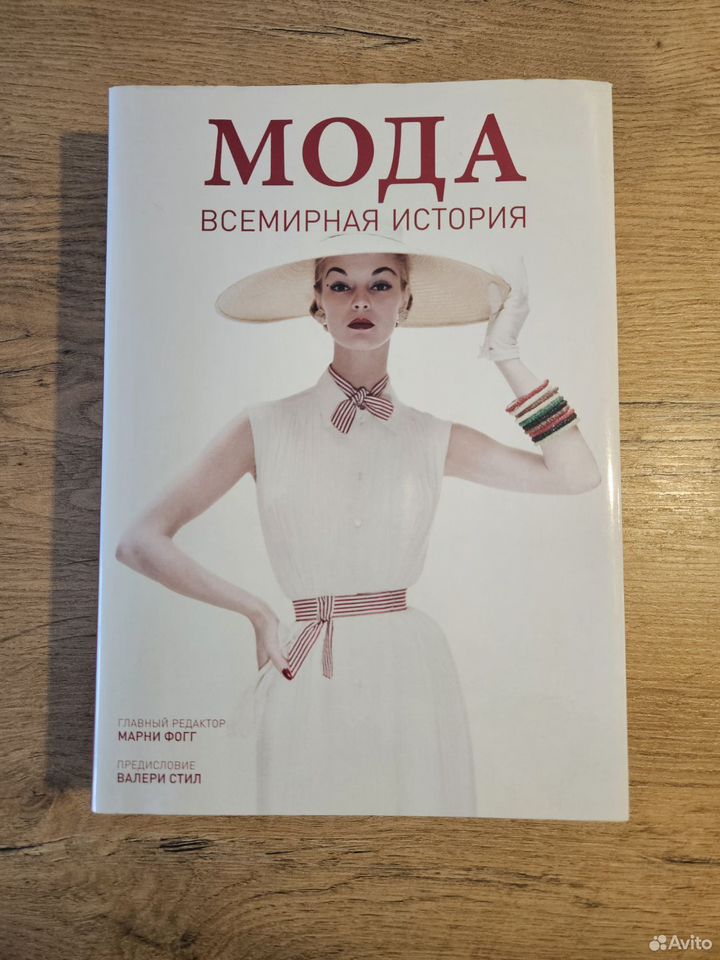 МОДА
ВСЕМИРНАЯ ИСТОРИЯ
ГЛАВНЫЙ РЕДАКТОР
МАРНИ ФОГГ
ПРЕДИСЛОВИЕ
ВАЛЕРИ СТИЛ
Avito